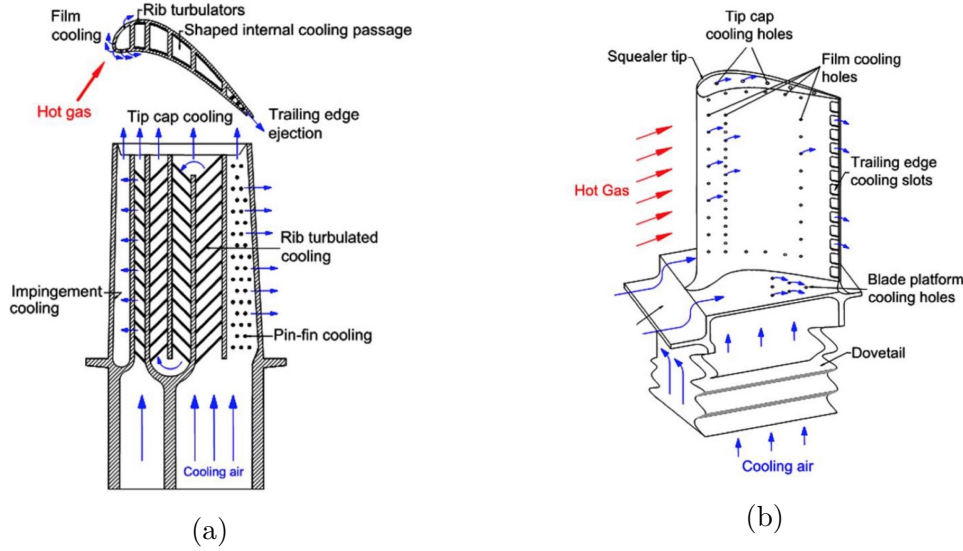 Film
cooling
Rib turbulators
Shaped internal cooling passage
Hot gas
Tip cap cooling
Trailing edge
ejection
Rib turbulated
cooling
Impingement
cooling
Pin-fin cooling
Cooling air
(a)
Tip cap
cooling holes
Squealer tip
Film cooling
holes
Hot Gas
Trailing edge
cooling slots
Blade platform
cooling holes
Dovetail
Cooling air
(b)